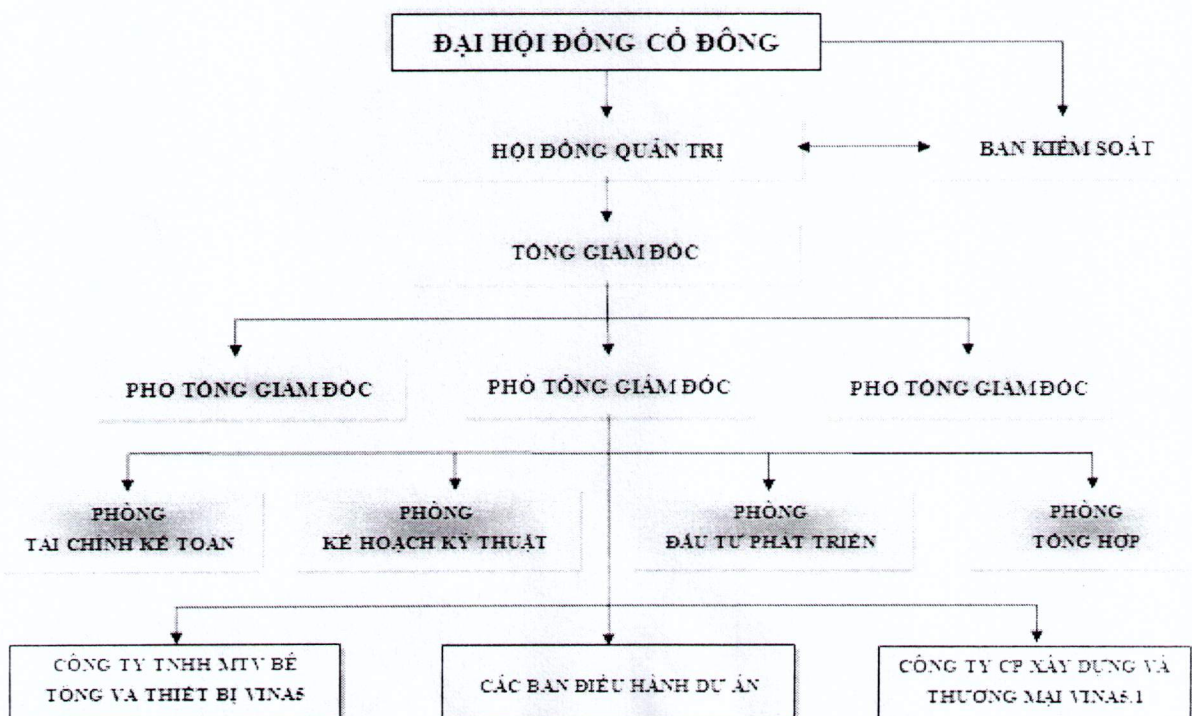 ĐẠI HỘI ĐỒNG CỔ ĐÔNG
HỘI ĐỒNG QUẢN TRỊ
BAN KIỂM SOÁT
TỔNG GIÁM ĐỐC
PHÓ TỔNG GIÁM ĐỐC
PHÓ TỔNG GIÁM ĐỐC
PHÓ TỔNG GIÁM ĐỐC
PHÒNG
TÀI CHÍNH KẾ TOÁN
PHÒNG
KẾ HOẠCH KỸ THUẬT
PHÒNG
ĐẦU TƯ PHÁT TRIỂN
PHÒNG
TỔNG HỢP
CÔNG TY TNHH MTV BÊ
TÔNG VÀ THIẾT BỊ VINA5
CÁC BAN ĐIỀU HÀNH DỰ ÁN
CÔNG TY CP XÂY DỰNG VÀ
THƯƠNG MẠI VINA5.1